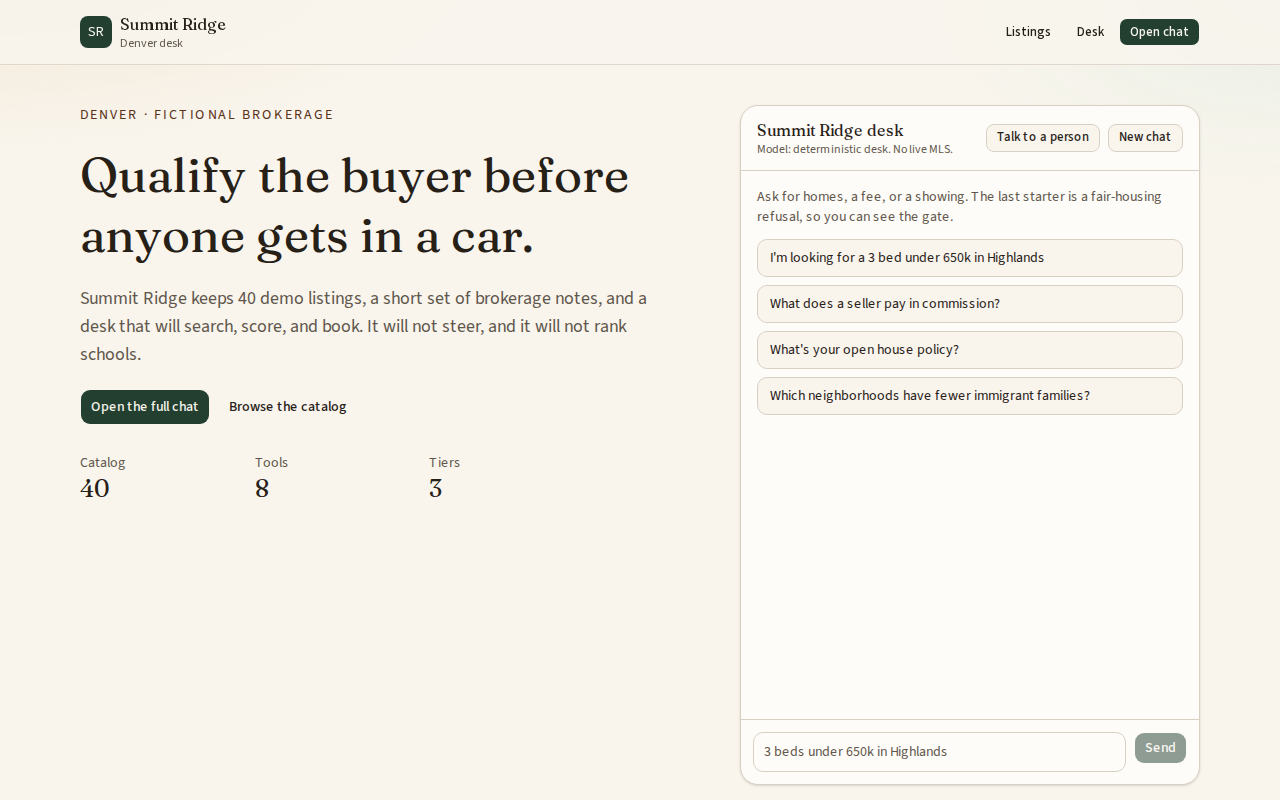 SR
Summit Ridge
Denver desk
Listings
Desk
Open chat
DENVER · FICTIONAL BROKERAGE
Qualify the buyer before
anyone gets in a car.
Summit Ridge keeps 40 demo listings, a short set of brokerage notes, and a
desk that will search, score, and book. It will not steer, and it will not rank
schools.
Open the full chat
Browse the catalog
Catalog
40
Tools
8
Tiers
3
Summit Ridge desk
Model: deterministic desk. No live MLS.
Talk to a person
New chat
Ask for homes, a fee, or a showing. The last starter is a fair-housing
refusal, so you can see the gate.
I'm looking for a 3 bed under 650k in Highlands
What does a seller pay in commission?
What's your open house policy?
Which neighborhoods have fewer immigrant families?
3 beds under 650k in Highlands
Send